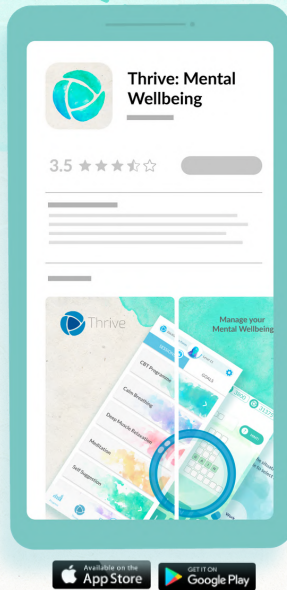 Thrive: Mental
Wellbeing
3.5
Thrive
Manage your
Mental Wellbeing
GOALS
CBT Programme
Calm Breathing
Deep Muscle Relaxation
Meditation
Self Suggestion
Work
Available on the
App Store
GET IT ON
Google Play